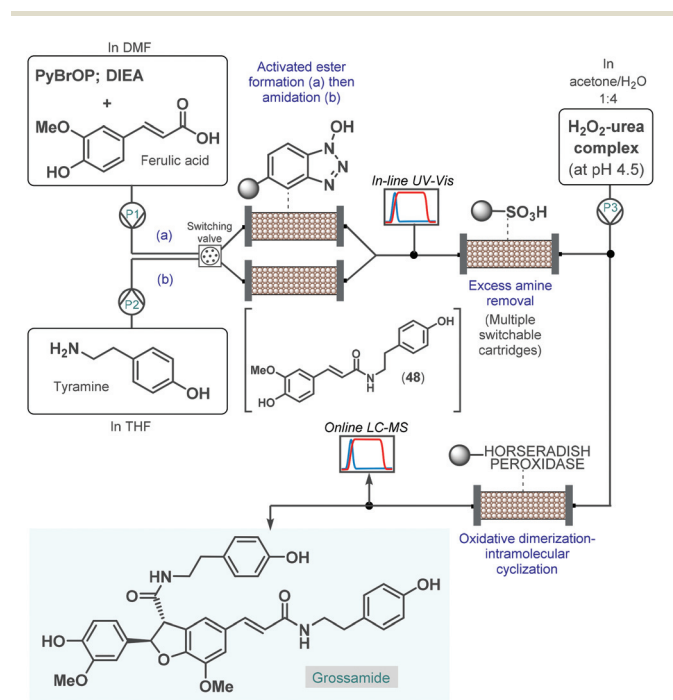 In DMF
PyBrOP; DIEA
+
MeO
HO
O
OH
Ferulic acid
P1
(a)
Switching
valve
(b)
P2
H₂N
Tyramine
OH
In THF
Activated ester
formation (a) then
amidation (b)
OH
N
N
N
In-line UV-Vis
SO₃H
Excess amine
removal
(Multiple
switchable
cartridges)
In
acetone/H₂O
1:4
H₂O₂-urea
complex
(at pH 4.5)
P3
MeO
HO
O
N
H
OH
(48)
Online LC-MS
HORSERADISH
PEROXIDASE
Oxidative dimerization-
intramolecular
cyclization
OH
HN
O
O
N
H
OH
HO
MeO
O
OMe
Grossamide